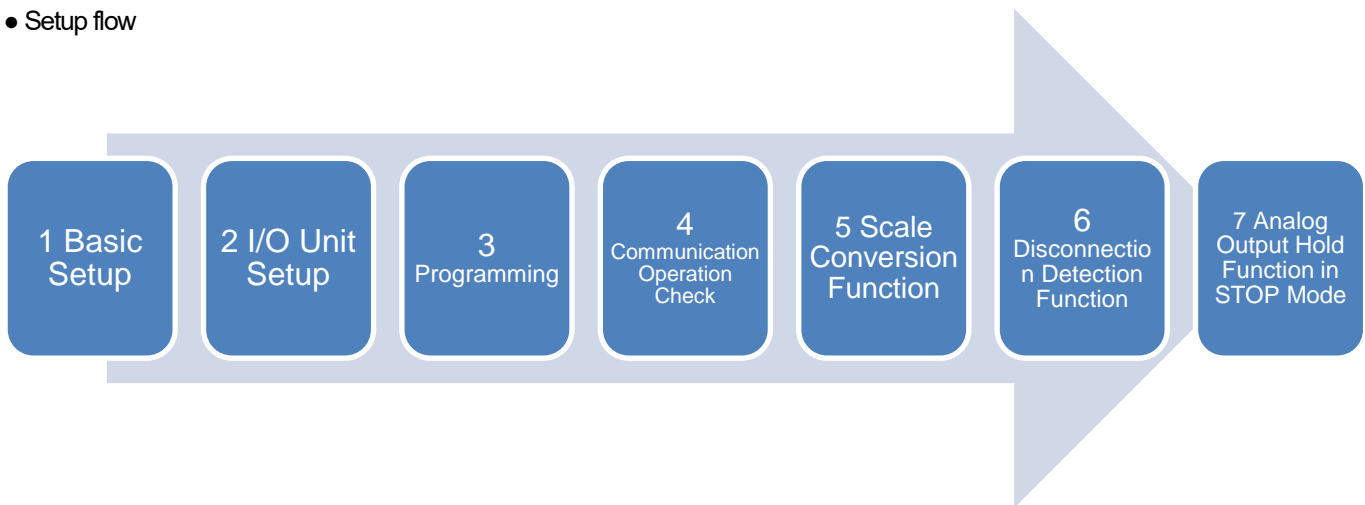 ● Setup flow
1 Basic
Setup
2 I/O Unit
Setup
3
Programming
4
Communication
Operation
Check
5 Scale
Conversion
Function
6
Disconnectio
n Detection
Function
7 Analog
Output Hold
Function in
STOP Mode